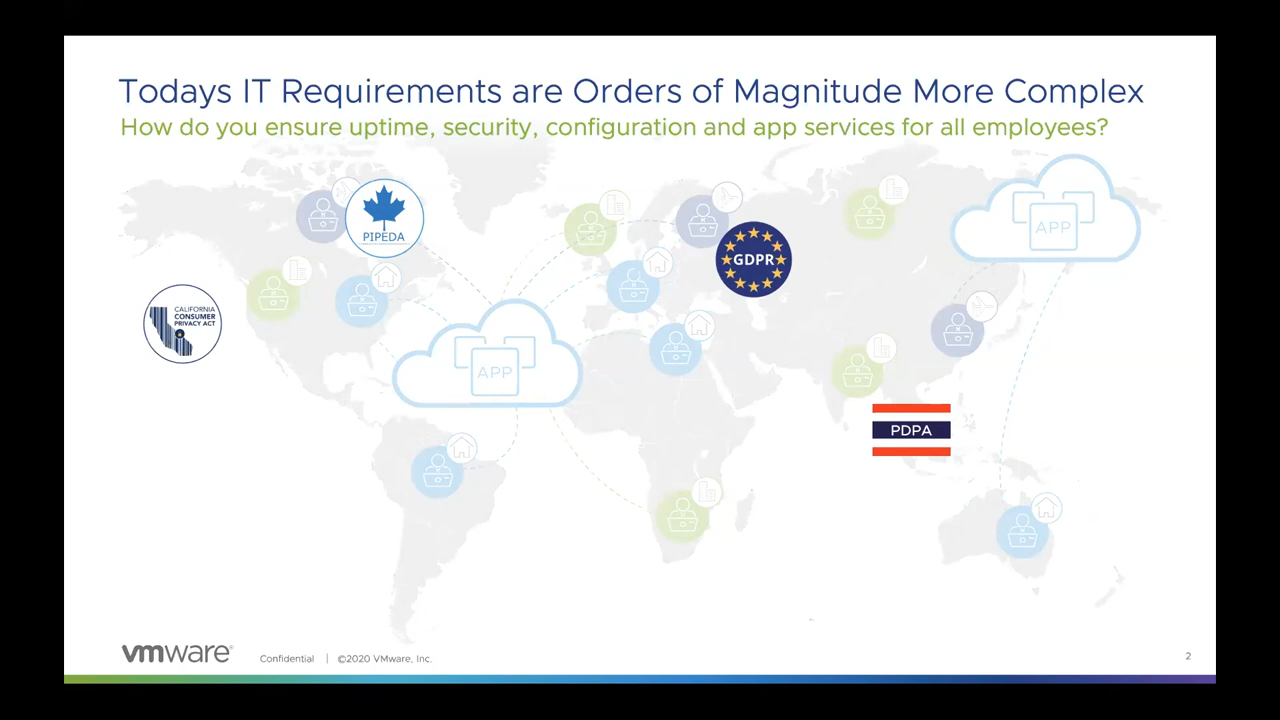 Todays IT Requirements are Orders of Magnitude More Complex
How do you ensure uptime, security, configuration and app services for all employees?
PIPEDA
GDPR
APP
CALIFORNIA
CONSUMER
PRIVACY ACT
APP
PDPA
vmware®
Confidential | ©2020 VMware, Inc.
2